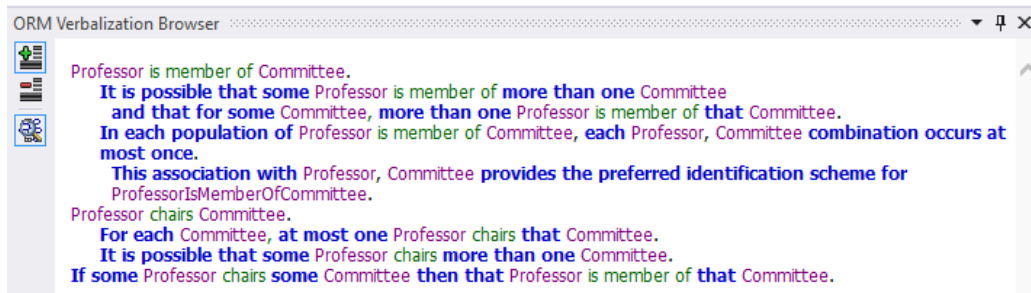 ORM Verbalization Browser
Professor is member of Committee.
It is possible that some Professor is member of more than one Committee
and that for some Committee, more than one Professor is member of that Committee.
In each population of Professor is member of Committee, each Professor, Committee combination occurs at
most once.
This association with Professor, Committee provides the preferred identification scheme for
ProfessorIsMemberOfCommittee.
Professor chairs Committee.
For each Committee, at most one Professor chairs that Committee.
It is possible that some Professor chairs more than one Committee.
If some Professor chairs some Committee then that Professor is member of that Committee.